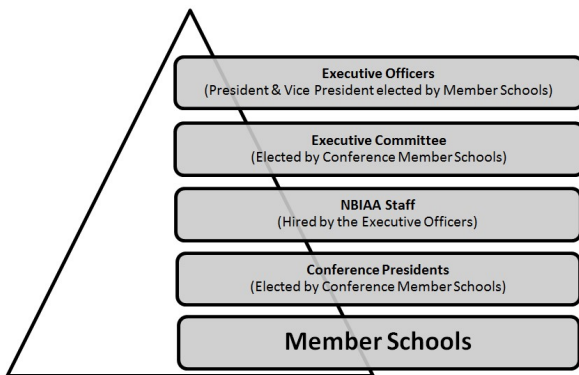 Executive Officers
(President & Vice President elected by Member Schools)
Executive Committee
(Elected by Conference Member Schools)
NBIAA Staff
(Hired by the Executive Officers)
Conference Presidents
(Elected by Conference Member Schools)
Member Schools